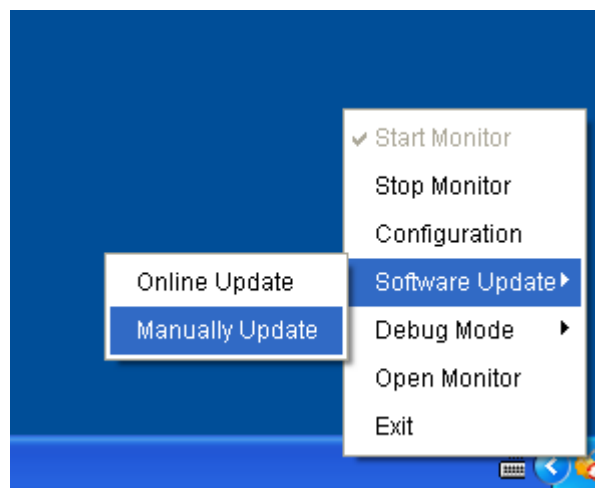 Start Monitor
Stop Monitor
Configuration
Software Update
Online Update
Manually Update
Debug Mode
Open Monitor
Exit